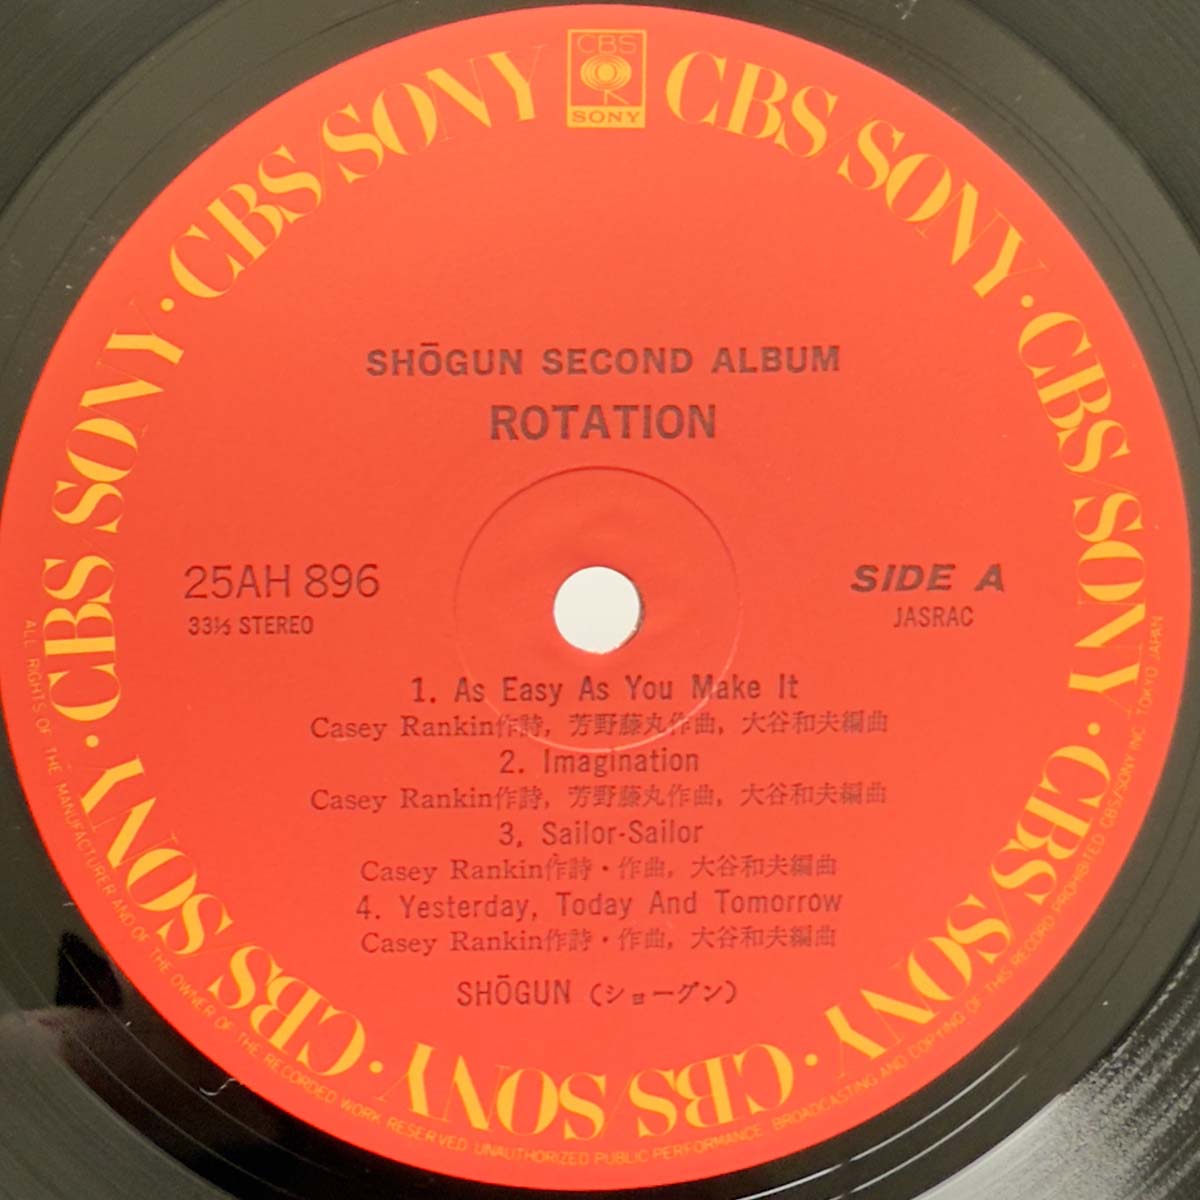 CBS
SONY
CBS/SONY · CBS/SONY · CBS/SONY · CBS/SONY · CBS/SONY · CBS/SONY · CBS SONY · CBS/SONY
SHŌGUN SECOND ALBUM
ROTATION
25AH 896
33⅓ STEREO
SIDE A
JASRAC
1. As Easy As You Make It
Casey Rankin作詩, 芳野藤丸作曲, 大谷和夫編曲
2. Imagination
Casey Rankin作詩, 芳野藤丸作曲, 大谷和夫編曲
3. Sailor-Sailor
Casey Rankin作詩・作曲, 大谷和夫編曲
4. Yesterday, Today And Tomorrow
Casey Rankin作詩・作曲, 大谷和夫編曲
SHŌGUN (ショーグン)
ALL RIGHTS OF THE MANUFACTURER AND OF THE OWNER OF THE RECORDED WORK RESERVED UNAUTHORIZED PUBLIC PERFORMANCE BROADCASTING AND COPYING OF THIS RECORD PROHIBITED CBS/SONY INC. TOKYO JAPAN